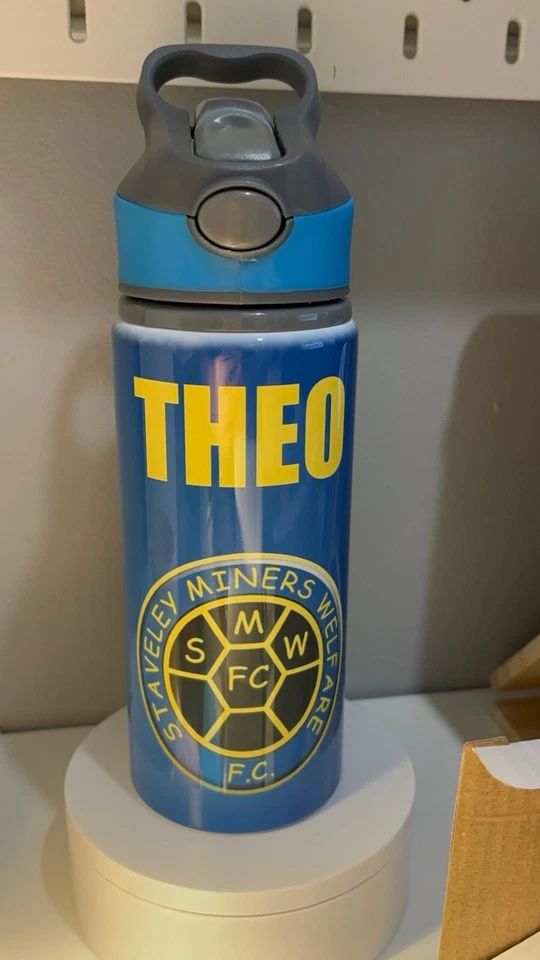 THEO
STAVELEY MINERS WELFARE
M
S W
FC
F.C.